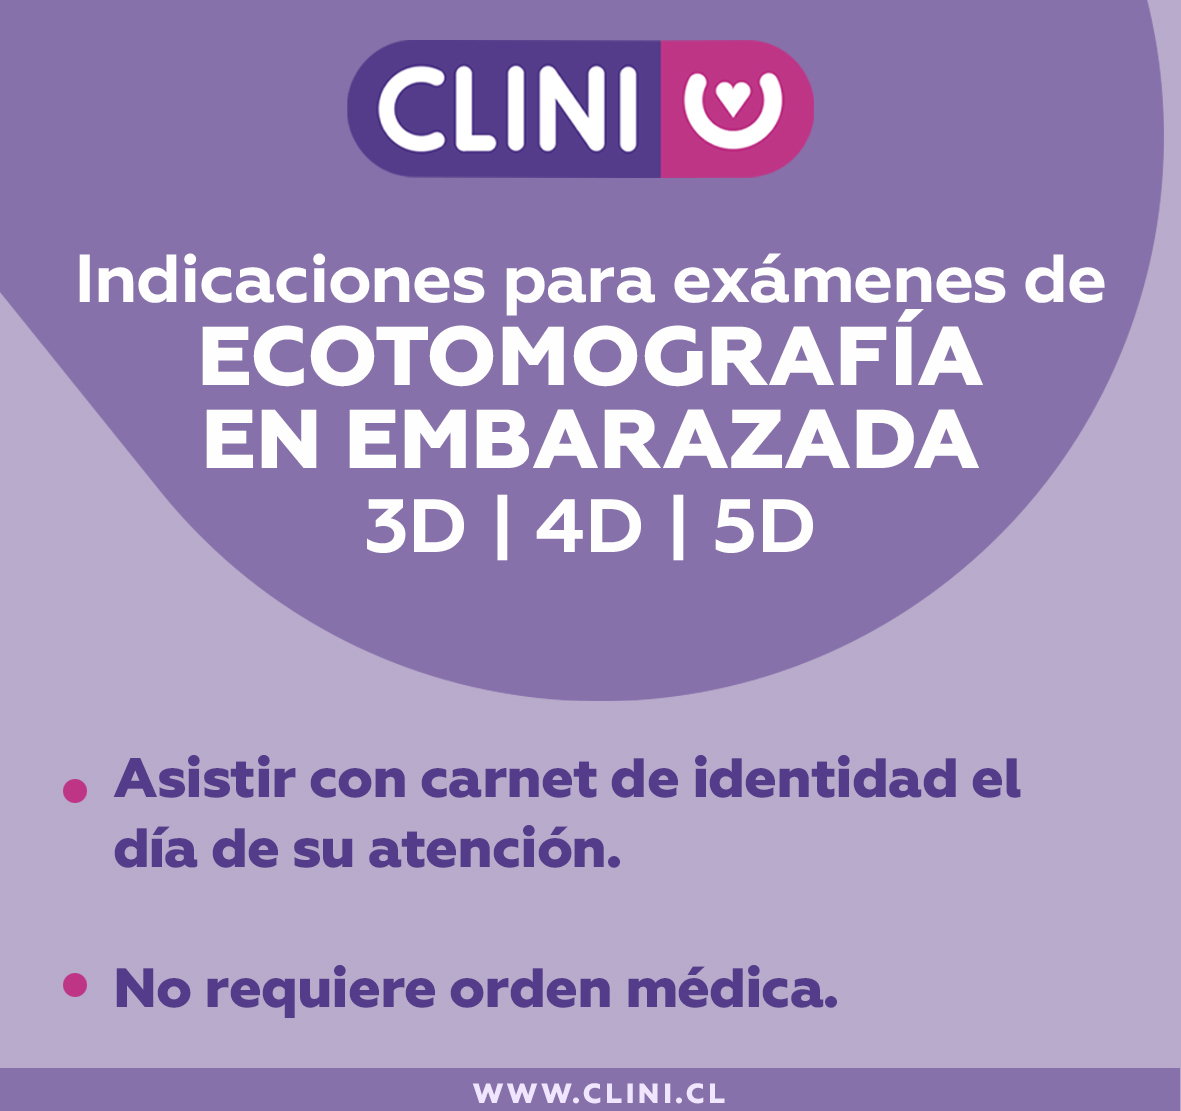 CLINI
Indicaciones para exámenes de
ECOTOMOGRAFÍA
EN EMBARAZADA
3D | 4D | 5D
Asistir con carnet de identidad el
día de su atención.
No requiere orden médica.
WWW.CLINI.CL